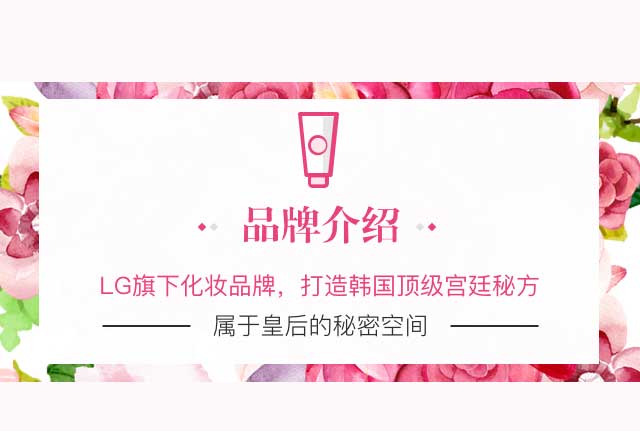 品牌介绍
LG旗下化妆品牌，打造韩国顶级宫廷秘方
属于皇后的秘密空间